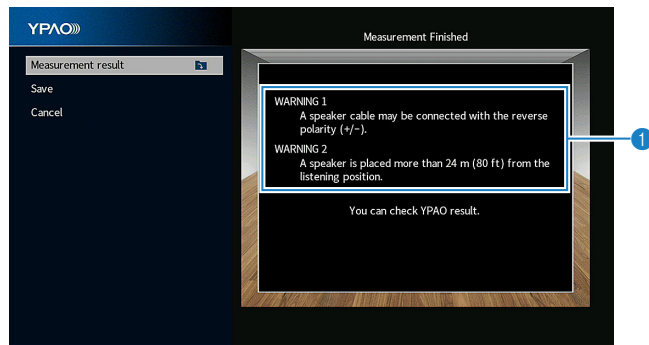 YPAO
Measurement Finished
Measurement result
Save
Cancel
WARNING 1
A speaker cable may be connected with the reverse
polarity (+/-).
WARNING 2
A speaker is placed more than 24 m (80 ft) from the
listening position.
You can check YPAO result.
1